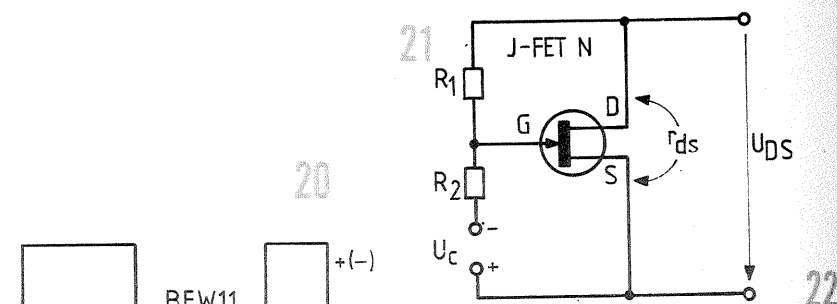 21
J-FET N
R1
D
G
rds
UDS
20
R2
S
-
Uc
+
+(-)
BFW11
22